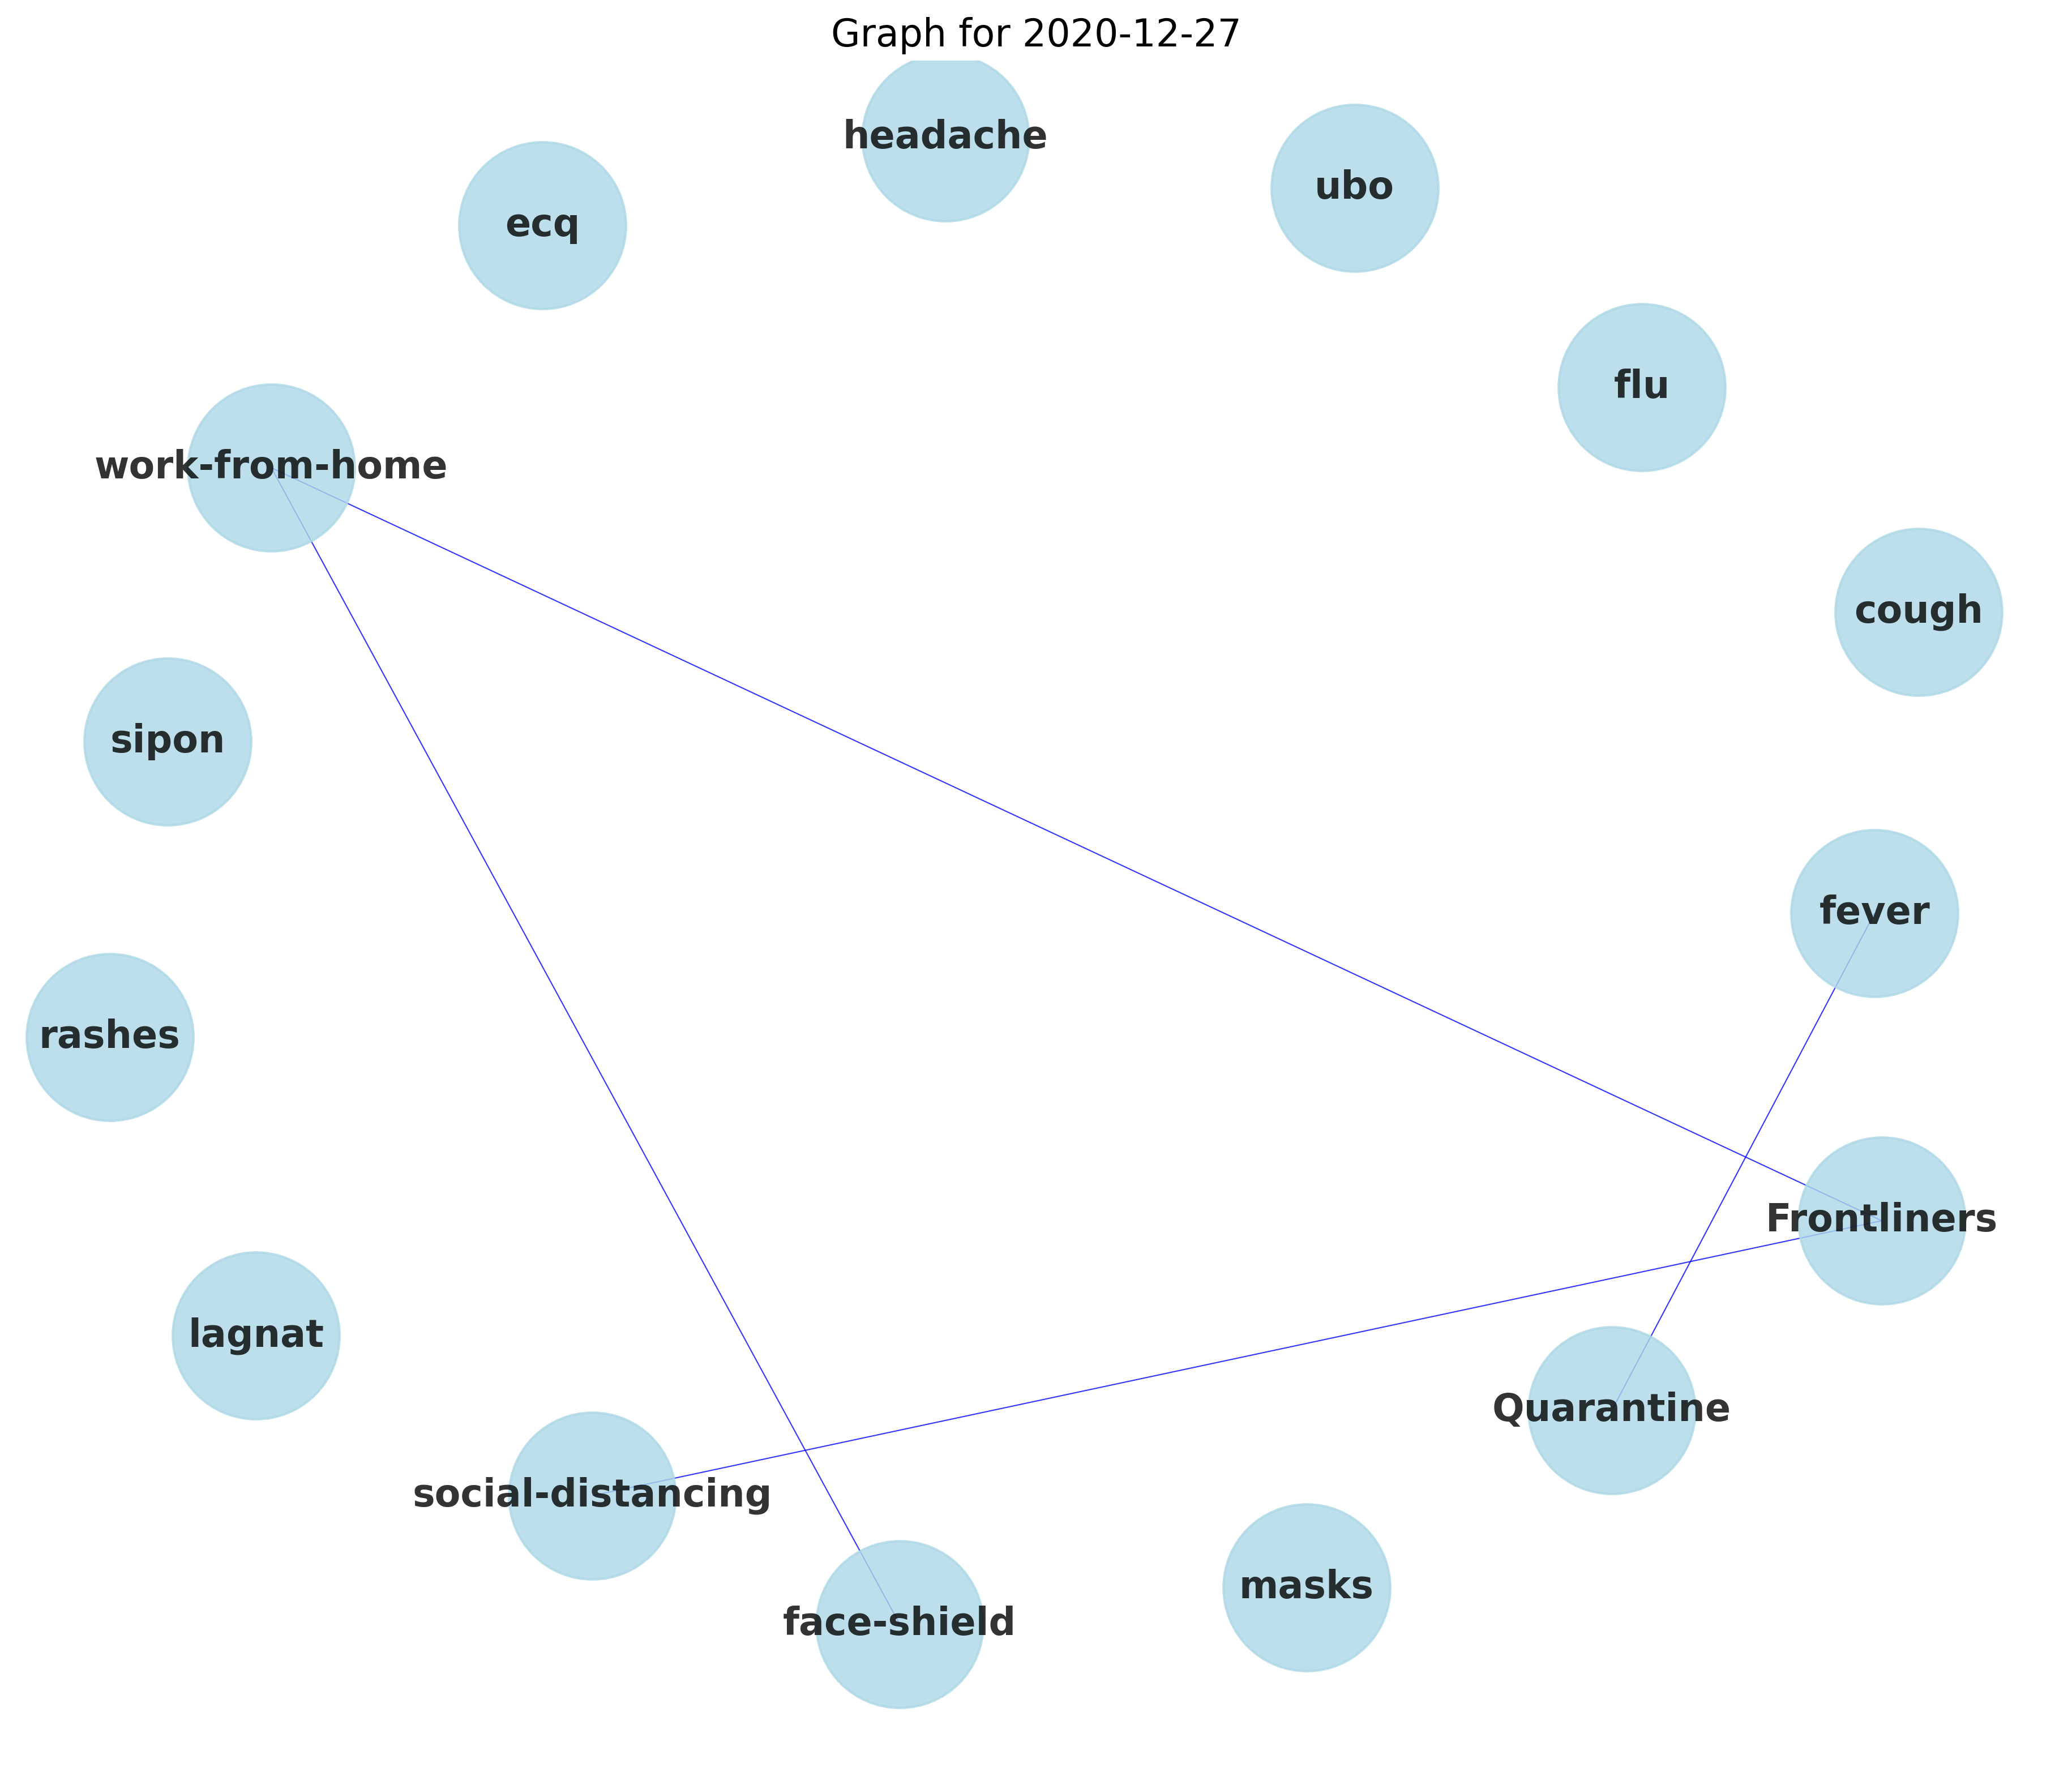 Graph for 2020-12-27
headache
ubo
ecq
flu
work-from-home
cough
sipon
fever
rashes
Frontliners
lagnat
Quarantine
social-distancing
masks
face-shield